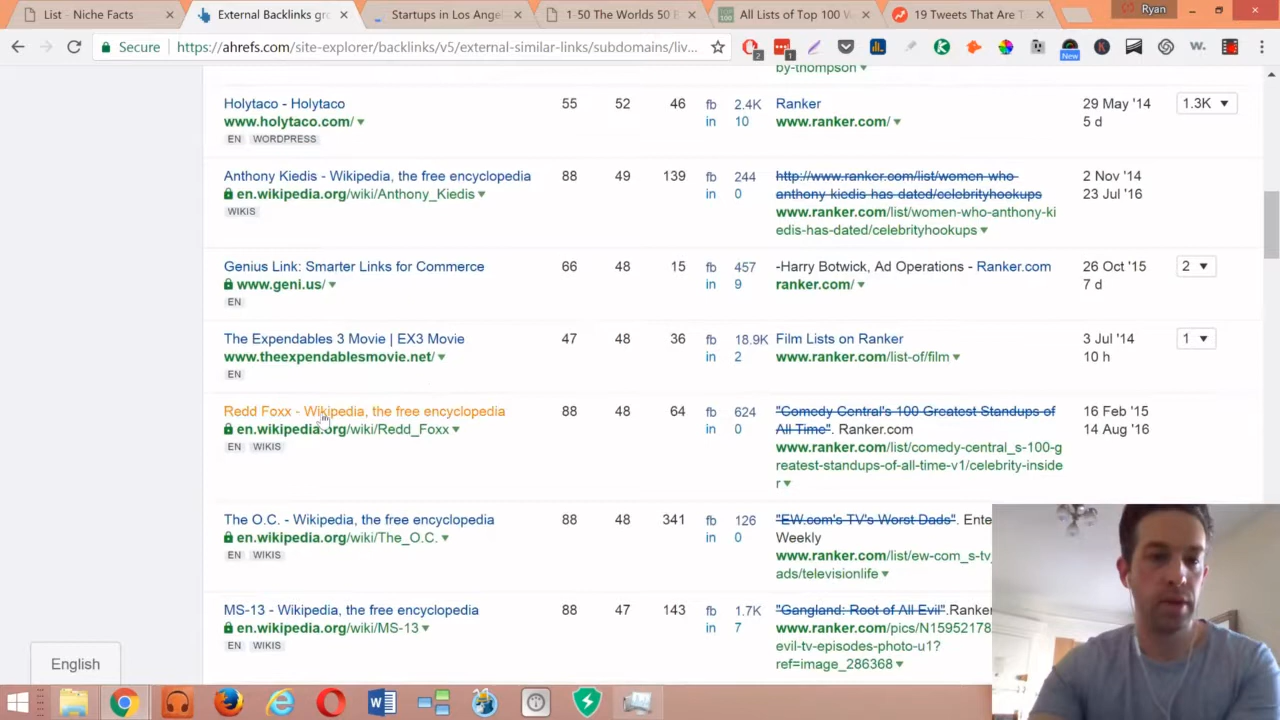 Ryan
List - Niche Facts
External Backlinks gr
Startups in Los Angel
1-50 The Worlds 50 B
All Lists of Top 100 W
19 Tweets That Are T
Secure
https://ahrefs.com/site-explorer/backlinks/v5/external-similar-links/subdomains/liv...
2
1
New
by-thompson
Holytaco - Holytaco
55
52
46
fb
2.4K
Ranker
29 May '14
1.3K
www.holytaco.com/
in
10
www.ranker.com/
5 d
EN
WORDPRESS
Anthony Kiedis - Wikipedia, the free encyclopedia
88
49
139
fb
244
http://www.ranker.com/list/women-who-
2 Nov '14
en.wikipedia.org/wiki/Anthony_Kiedis
in
0
anthony-kiedis-has-dated/celebrityhookups
23 Jul '16
WIKIS
www.ranker.com/list/women-who-anthony-ki
edis-has-dated/celebrityhookups
Genius Link: Smarter Links for Commerce
66
48
15
fb
457
-Harry Botwick, Ad Operations - Ranker.com
26 Oct '15
2
www.geni.us/
in
9
ranker.com/
7 d
EN
The Expendables 3 Movie | EX3 Movie
47
48
36
fb
18.9K
Film Lists on Ranker
3 Jul '14
1
www.theexpendablesmovie.net/
in
2
www.ranker.com/list-of/film
10 h
EN
Redd Foxx - Wikipedia, the free encyclopedia
88
48
64
fb
624
"Comedy Central's 100 Greatest Standups of
16 Feb '15
en.wikipedia.org/wiki/Redd_Foxx
in
0
All Time". Ranker.com
14 Aug '16
EN
WIKIS
www.ranker.com/list/comedy-central_s-100-g
reatest-standups-of-all-time-v1/celebrity-inside
r
The O.C. - Wikipedia, the free encyclopedia
88
48
341
fb
126
"EW.com's TV's Worst Dads". Ente
en.wikipedia.org/wiki/The_O.C.
in
0
Weekly
EN
WIKIS
www.ranker.com/list/ew-com_s-tv
ads/televisionlife
MS-13 - Wikipedia, the free encyclopedia
88
47
143
fb
1.7K
"Gangland: Root of All Evil".Ranker
en.wikipedia.org/wiki/MS-13
in
7
www.ranker.com/pics/N15952178
EN
WIKIS
evil-tv-episodes-photo-u1?
ref=image_286368
English